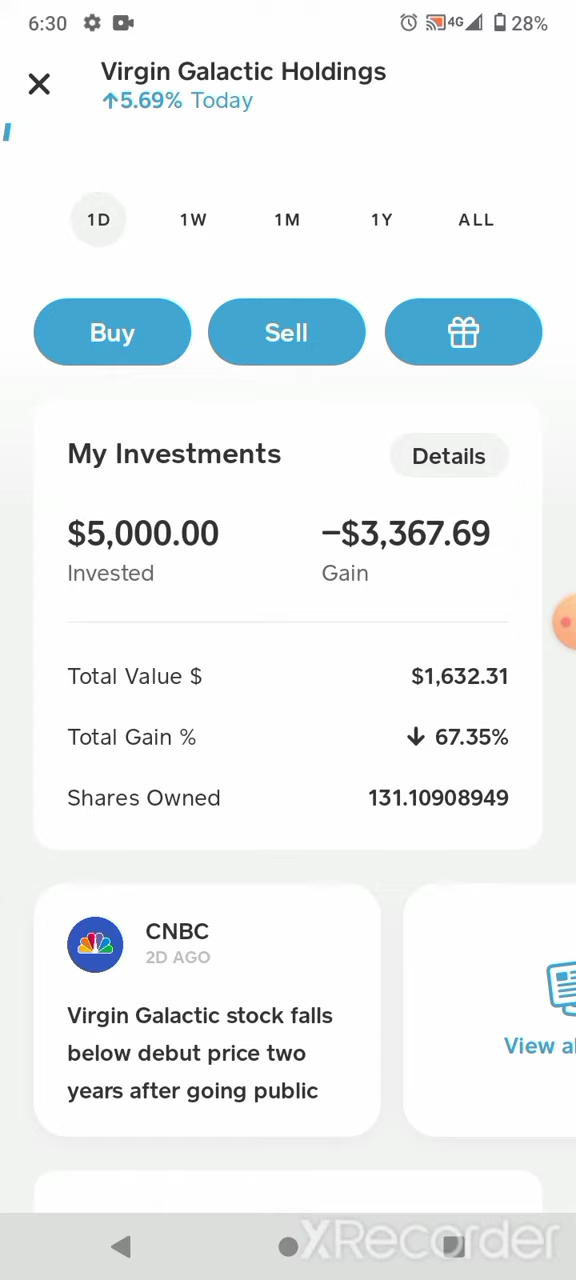 6:30 4G 28%
Virgin Galactic Holdings
↑5.69% Today
1D 1W 1M 1Y ALL
Buy Sell
My Investments Details
$5,000.00 –$3,367.69
Invested Gain
Total Value $ $1,632.31
Total Gain % ↓ 67.35%
Shares Owned 131.10908949
CNBC
2D AGO
Virgin Galactic stock falls
below debut price two
years after going public
View al
XRecorder